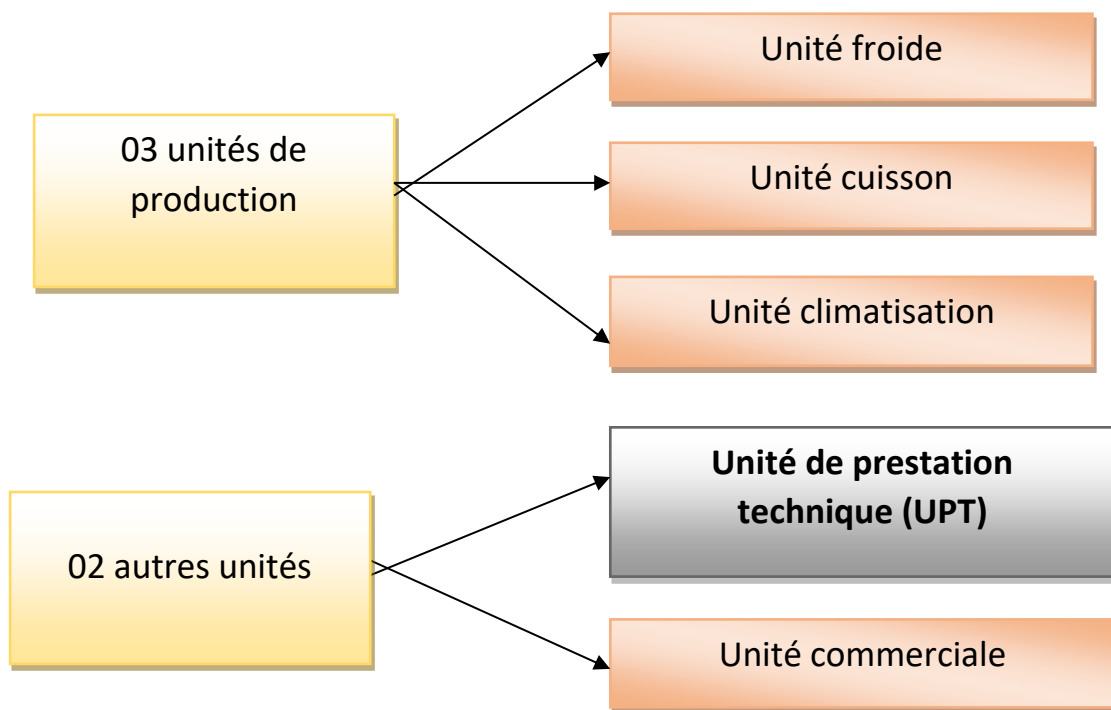 03 unités de
production
Unité froide
Unité cuisson
Unité climatisation
02 autres unités
Unité de prestation
technique (UPT)
Unité commerciale